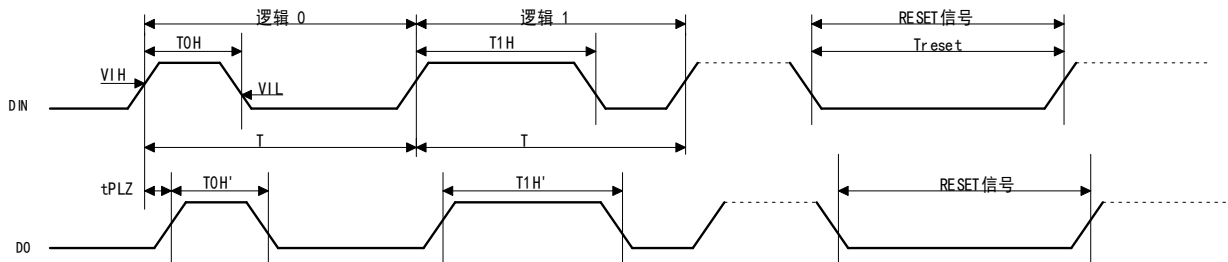 逻辑 0 逻辑 1 RESET信号
T0H T1H Treset
VIH VIL
DIN
T T
tPLZ T0H' T1H' RESET信号
DO